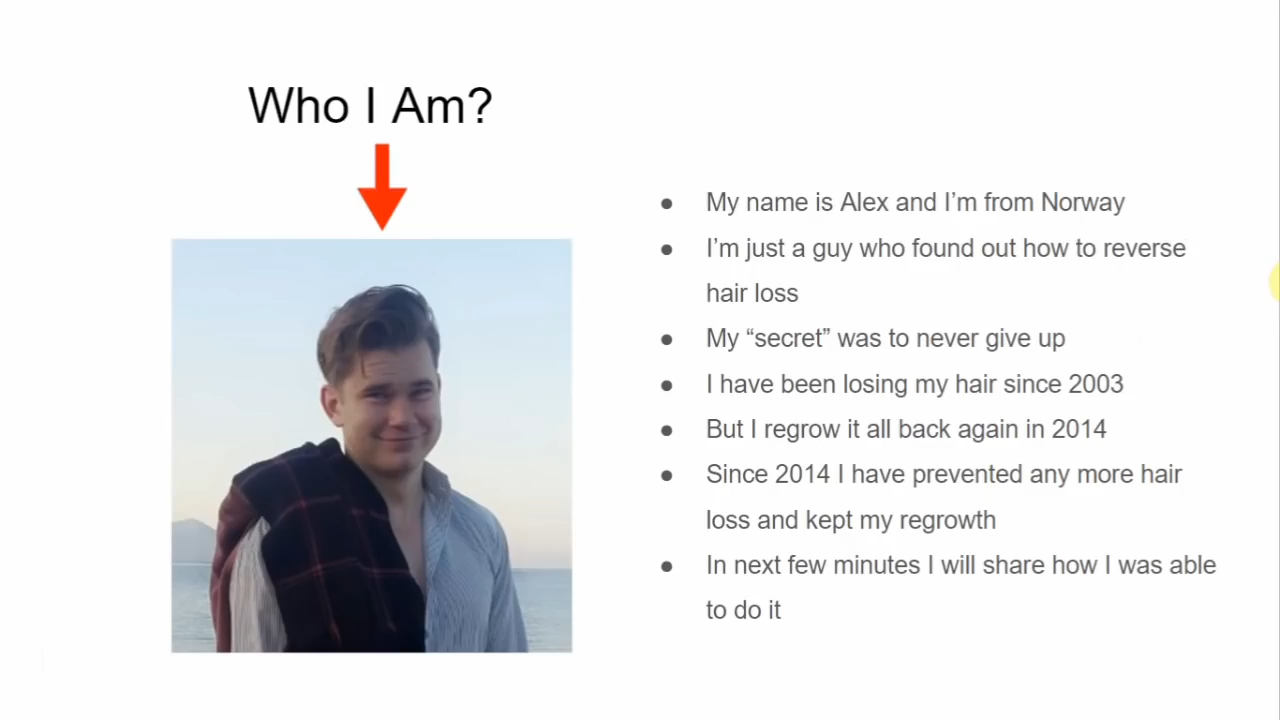 Who I Am?
● My name is Alex and I’m from Norway
● I’m just a guy who found out how to reverse
hair loss
● My “secret” was to never give up
● I have been losing my hair since 2003
● But I regrow it all back again in 2014
● Since 2014 I have prevented any more hair
loss and kept my regrowth
● In next few minutes I will share how I was able
to do it